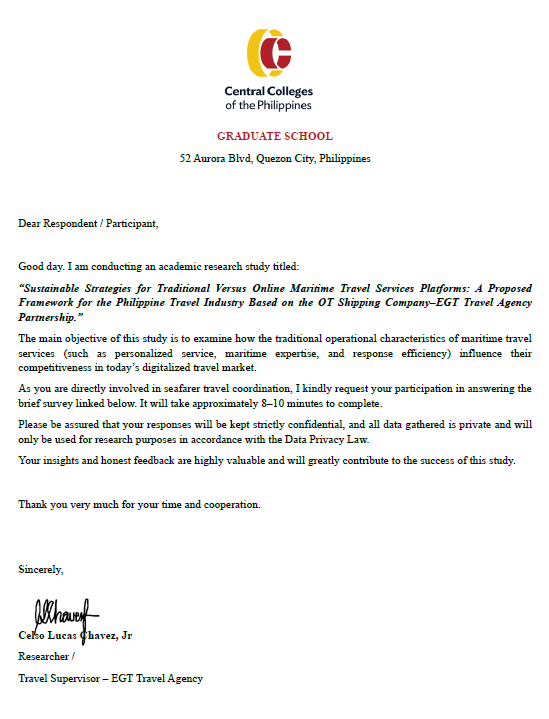 Central Colleges
of the Philippines
GRADUATE SCHOOL
52 Aurora Blvd, Quezon City, Philippines
Dear Respondent / Participant,
Good day. I am conducting an academic research study titled:
“Sustainable Strategies for Traditional Versus Online Maritime Travel Services Platforms: A Proposed
Framework for the Philippine Travel Industry Based on the OT Shipping Company–EGT Travel Agency
Partnership.”
The main objective of this study is to examine how the traditional operational characteristics of maritime travel
services (such as personalized service, maritime expertise, and response efficiency) influence their
competitiveness in today’s digitalized travel market.
As you are directly involved in seafarer travel coordination, I kindly request your participation in answering the
brief survey linked below. It will take approximately 8–10 minutes to complete.
Please be assured that your responses will be kept strictly confidential, and all data gathered is private and will
only be used for research purposes in accordance with the Data Privacy Law.
Your insights and honest feedback are highly valuable and will greatly contribute to the success of this study.
Thank you very much for your time and cooperation.
Sincerely,
Celso Lucas Chavez, Jr
Researcher /
Travel Supervisor – EGT Travel Agency